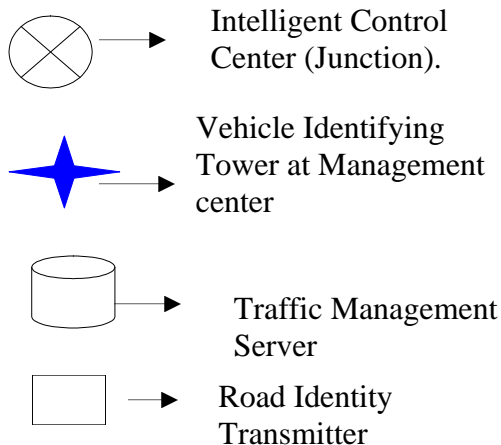 Intelligent Control
Center (Junction).
Vehicle Identifying
Tower at Management
center
Traffic Management
Server
Road Identity
Transmitter